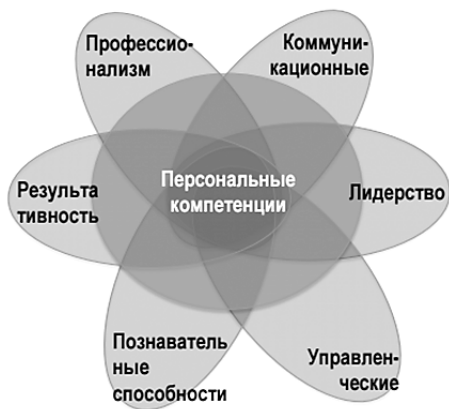 Профессио-
нализм
Коммуни-
кационные
Результа
тивность
Персональные
компетенции
Лидерство
Познаватель
ные
способности
Управлен-
ческие